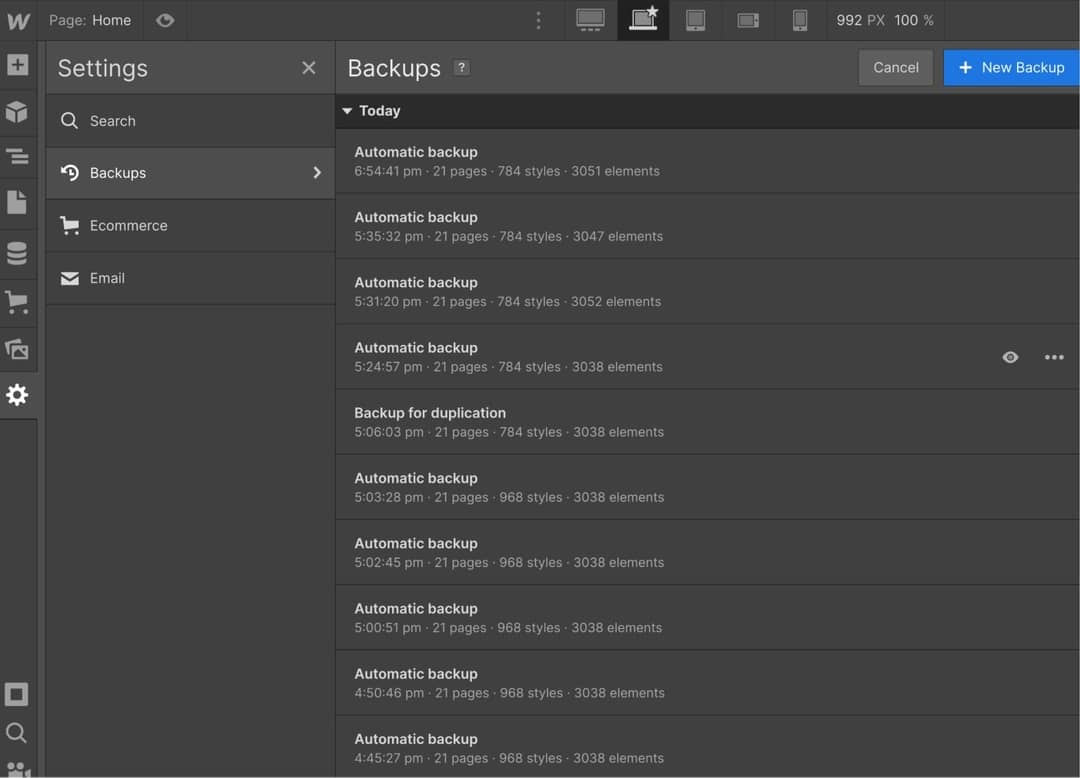 Page: Home
992 PX 100 %
Settings
Search
Backups
Ecommerce
Email
Backups ?
Cancel
+ New Backup
Today
Automatic backup
6:54:41 pm · 21 pages · 784 styles · 3051 elements
Automatic backup
5:35:32 pm · 21 pages · 784 styles · 3047 elements
Automatic backup
5:31:20 pm · 21 pages · 784 styles · 3052 elements
Automatic backup
5:24:57 pm · 21 pages · 784 styles · 3038 elements
Backup for duplication
5:06:03 pm · 21 pages · 784 styles · 3038 elements
Automatic backup
5:03:28 pm · 21 pages · 968 styles · 3038 elements
Automatic backup
5:02:45 pm · 21 pages · 968 styles · 3038 elements
Automatic backup
5:00:51 pm · 21 pages · 968 styles · 3038 elements
Automatic backup
4:50:46 pm · 21 pages · 968 styles · 3038 elements
Automatic backup
4:45:27 pm · 21 pages · 968 styles · 3038 elements